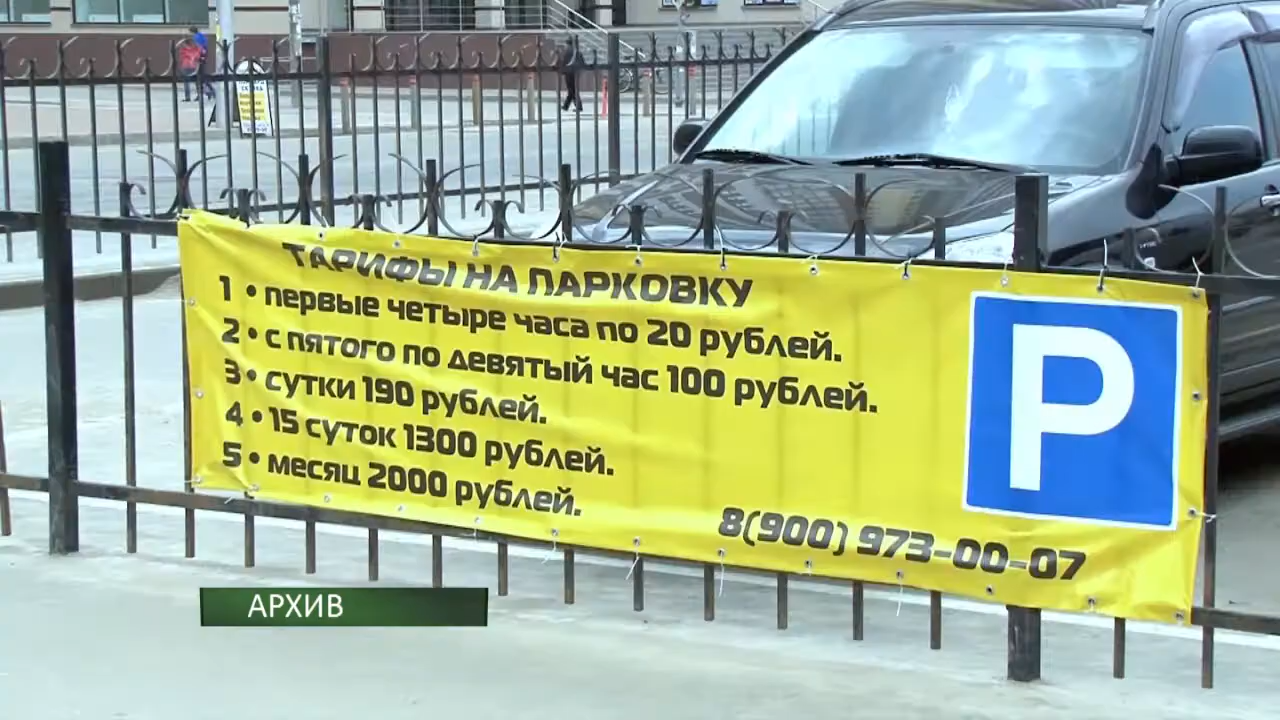 ТАРИФЫ НА ПАРКОВКУ
1 • первые четыре часа по 20 рублей.
2 • с пятого по девятый час 100 рублей.
3 • сутки 190 рублей.
4 • 15 суток 1300 рублей.
5 • месяц 2000 рублей.
P
8(900) 973-00-07
АРХИВ